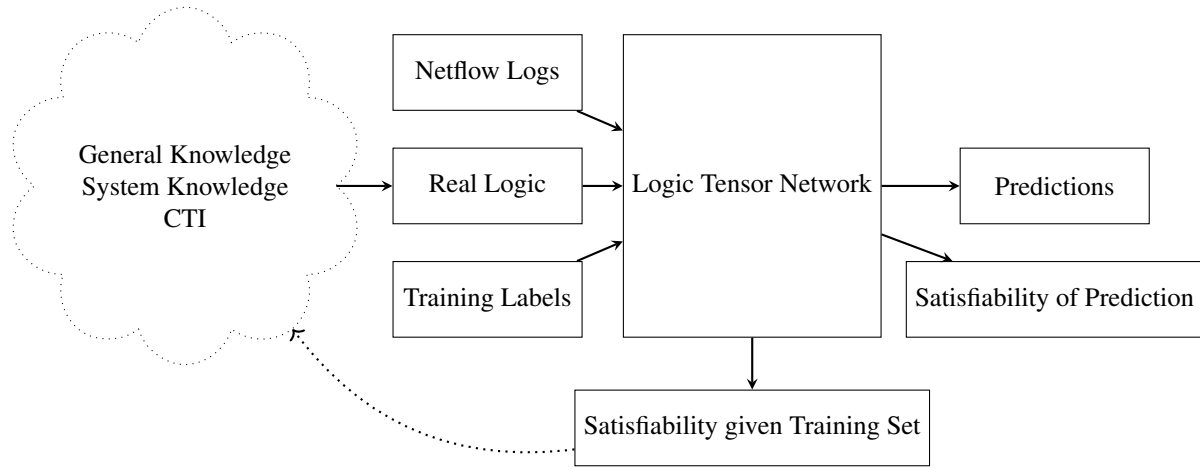 General Knowledge
System Knowledge
CTI
Netflow Logs
Real Logic
Training Labels
Logic Tensor Network
Predictions
Satisfiability of Prediction
Satisfiability given Training Set